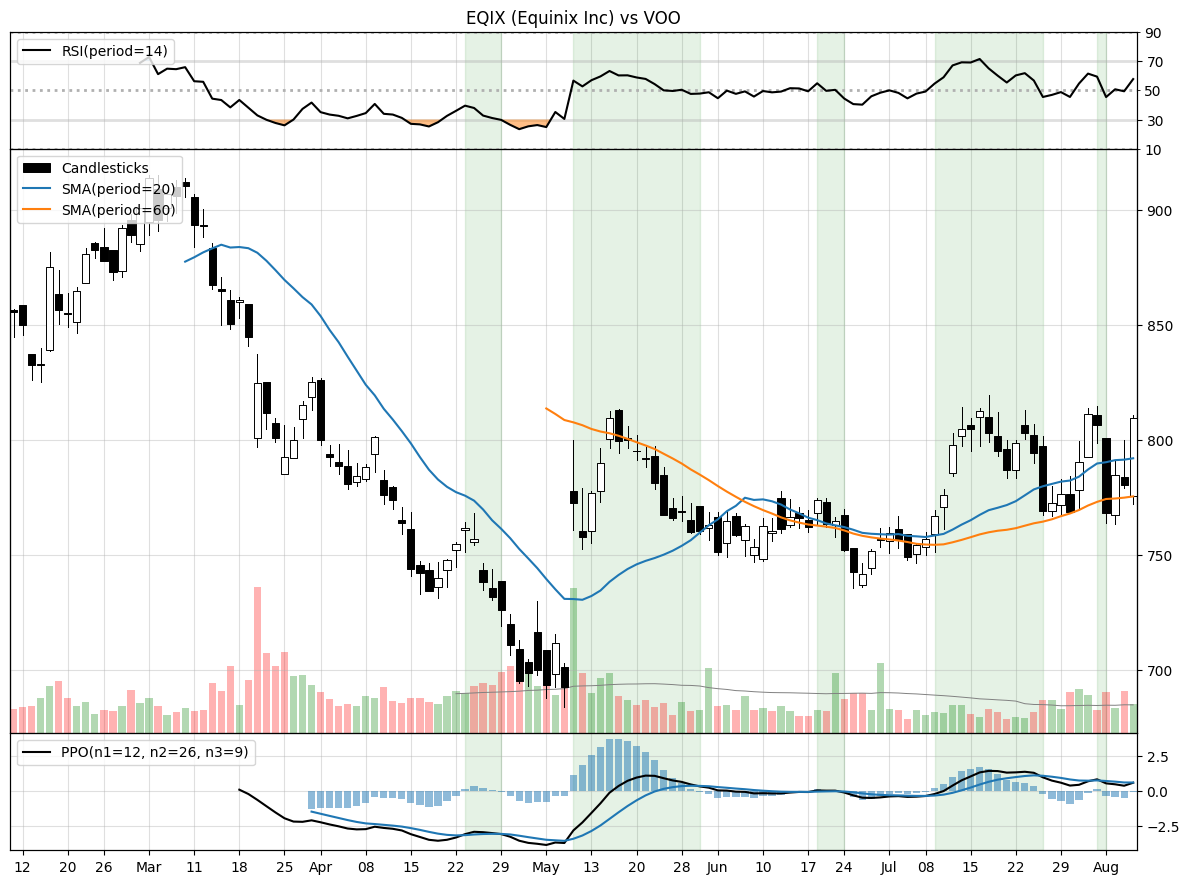 EQIX (Equinix Inc) vs VOO
RSI(period=14)
90
70
50
30
10
Candlesticks
SMA(period=20)
SMA(period=60)
900
850
800
750
700
PPO(n1=12, n2=26, n3=9)
2.5
0.0
−2.5
12 20 26 Mar 11 18 25 Apr 08 15 22 29 May 13 20 28 Jun 10 17 24 Jul 08 15 22 29 Aug